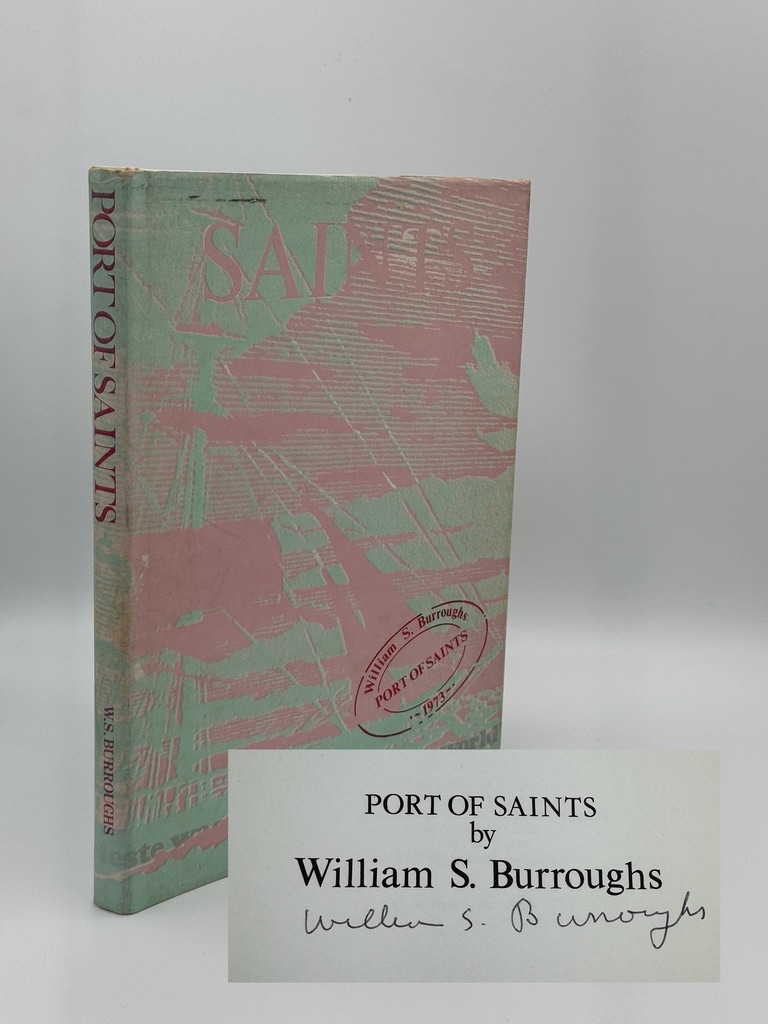 PORT OF SAINTS
W.S. BURROUGHS
SAINTS
William S. Burroughs
PORT OF SAINTS
1973
world
PORT OF SAINTS
by
William S. Burroughs
William S. Burroughs